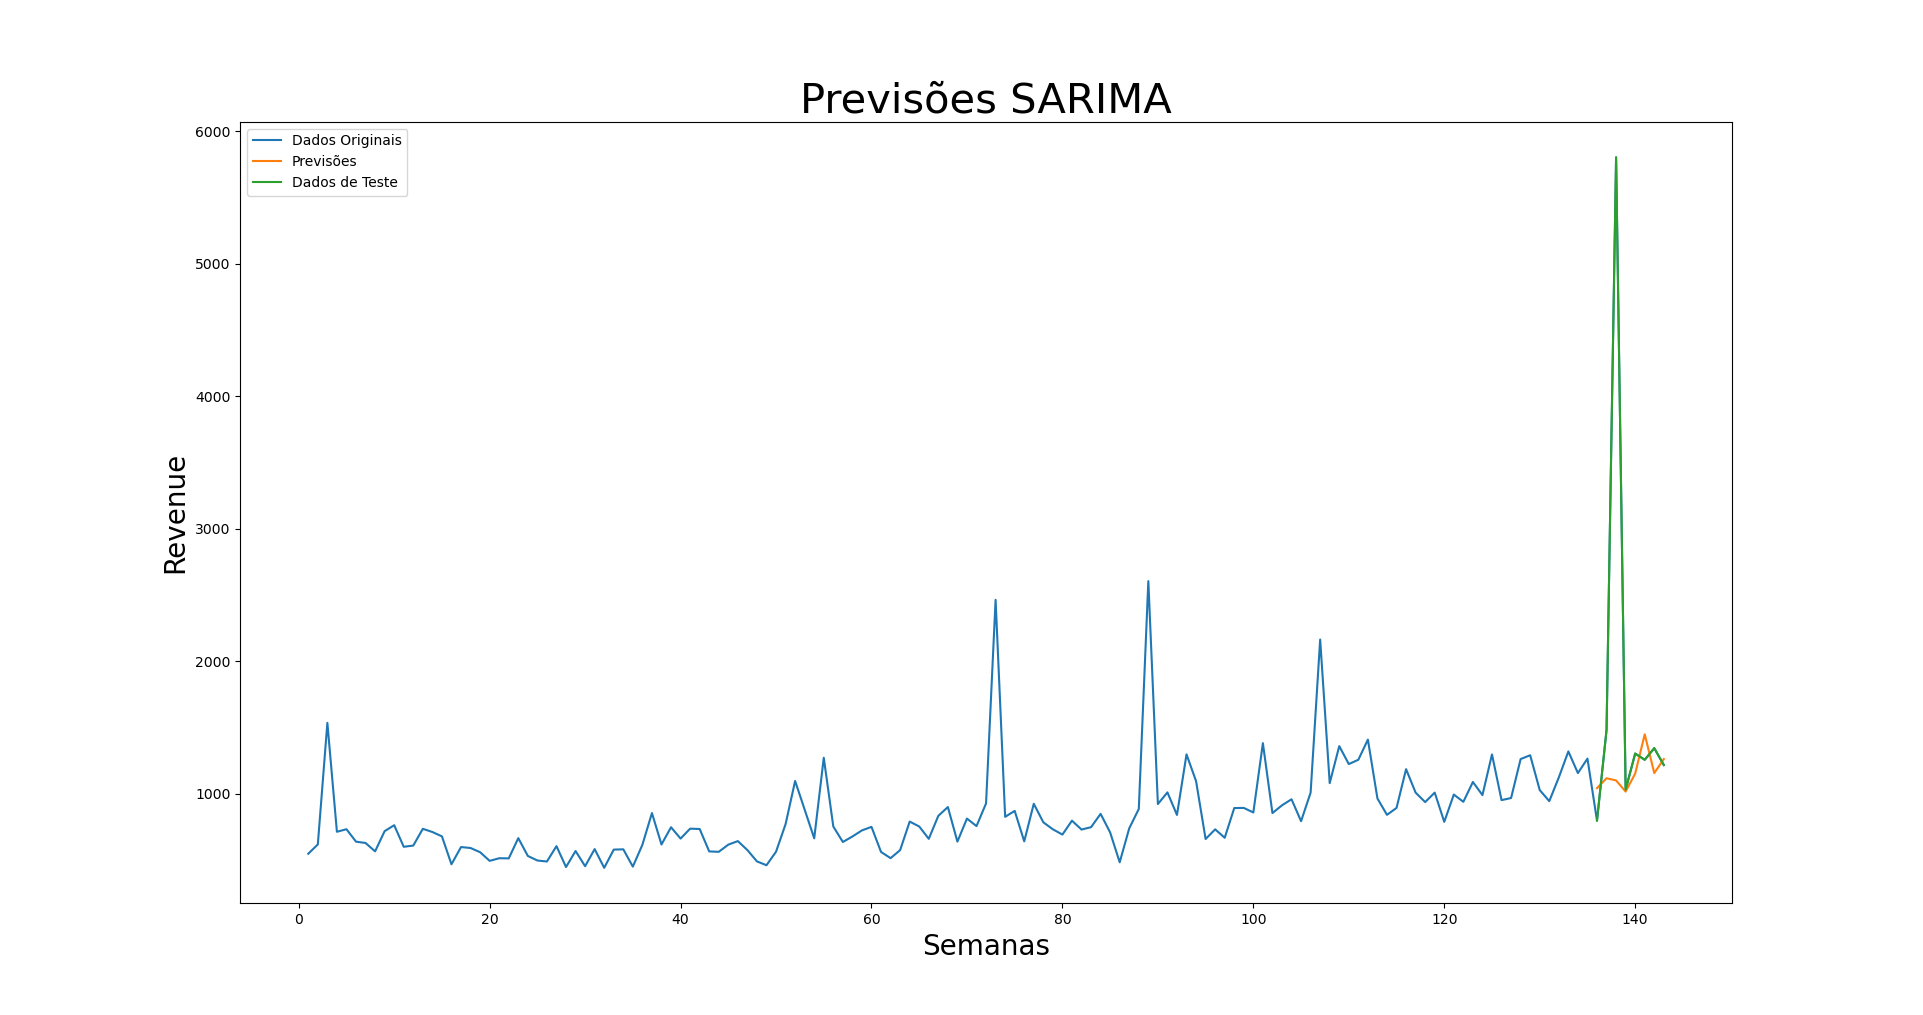 Previsões SARIMA
Dados Originais
Previsões
Dados de Teste
6000
5000
4000
3000
2000
1000
Revenue
0 20 40 60 80 100 120 140
Semanas